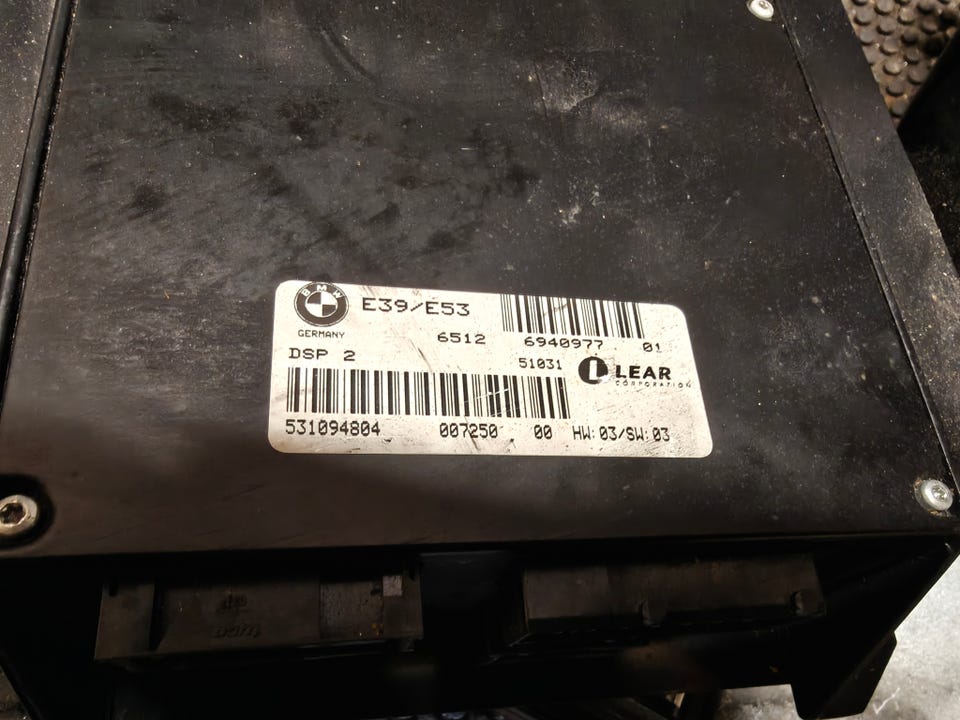 BMW
GERMANY
E39/E53
6512 6940977 01
DSP 2
51031
LEAR
CORPORATION
531094804 007250 00 HW:03/SW:03